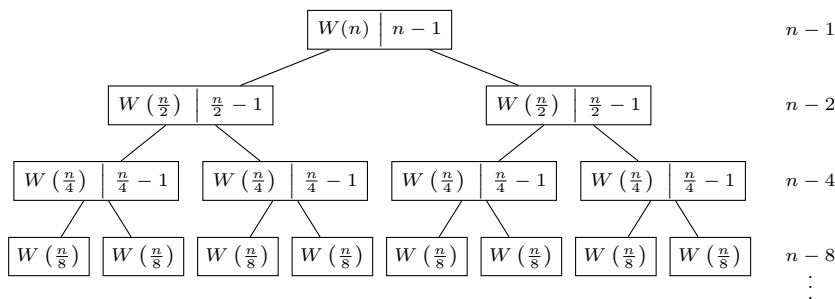 W(n) | n − 1 n − 1
W (n/2) | n/2 − 1 W (n/2) | n/2 − 1 n − 2
W (n/4) | n/4 − 1 W (n/4) | n/4 − 1 W (n/4) | n/4 − 1 W (n/4) | n/4 − 1 n − 4
W (n/8) W (n/8) W (n/8) W (n/8) W (n/8) W (n/8) W (n/8) W (n/8) n − 8
⋮